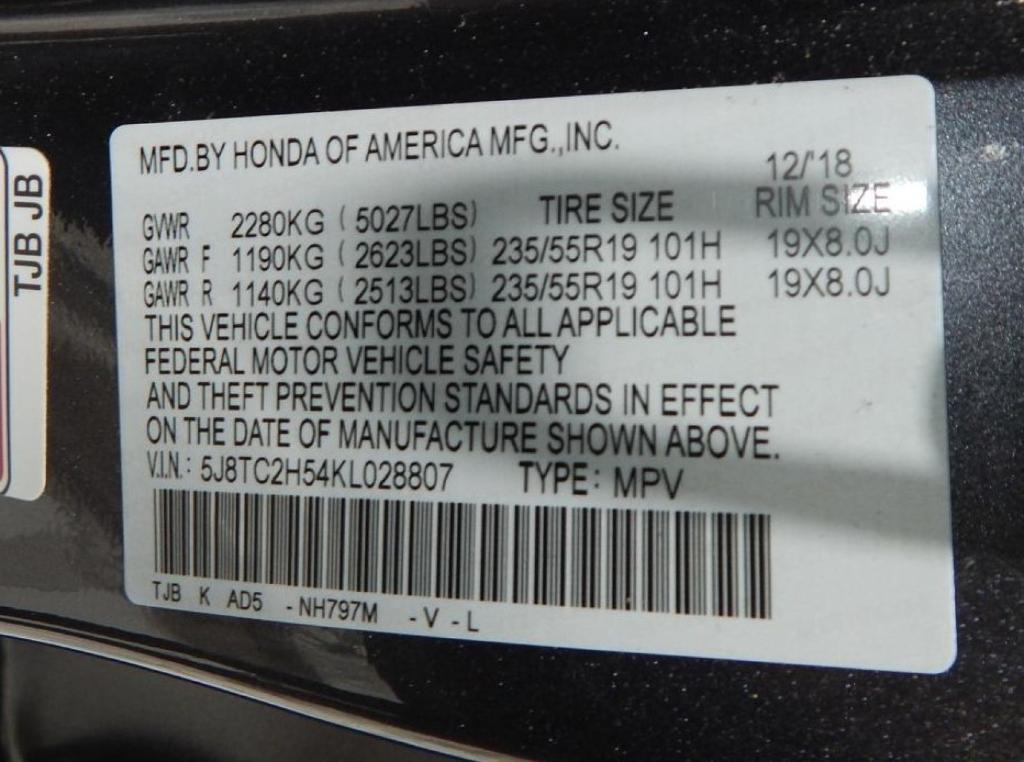 TJB JB
MFD.BY HONDA OF AMERICA MFG.,INC.
12/'18
GVWR 2280KG ( 5027LBS) TIRE SIZE RIM SIZE
GAWR F 1190KG ( 2623LBS) 235/55R19 101H 19X8.0J
GAWR R 1140KG ( 2513LBS) 235/55R19 101H 19X8.0J
THIS VEHICLE CONFORMS TO ALL APPLICABLE
FEDERAL MOTOR VEHICLE SAFETY
AND THEFT PREVENTION STANDARDS IN EFFECT
ON THE DATE OF MANUFACTURE SHOWN ABOVE.
V.I.N.: 5J8TC2H54KL028807 TYPE: MPV
TJB K AD5 -NH797M -V -L